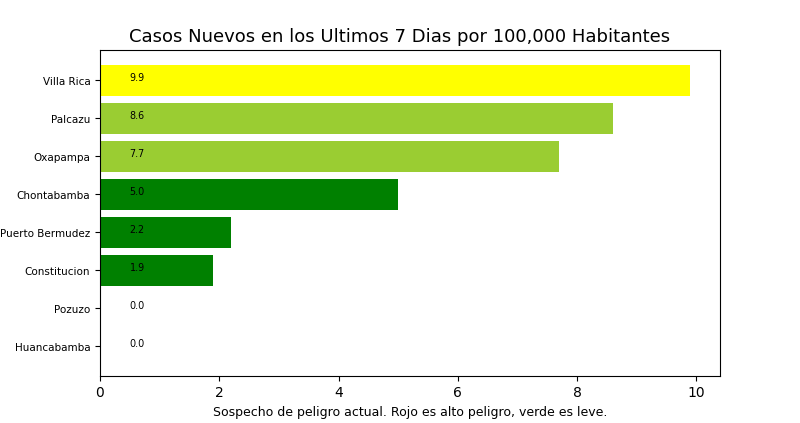 Casos Nuevos en los Ultimos 7 Dias por 100,000 Habitantes
Villa Rica 9.9
Palcazu 8.6
Oxapampa 7.7
Chontabamba 5.0
Puerto Bermudez 2.2
Constitucion 1.9
Pozuzo 0.0
Huancabamba 0.0
0 2 4 6 8 10
Sospecho de peligro actual. Rojo es alto peligro, verde es leve.